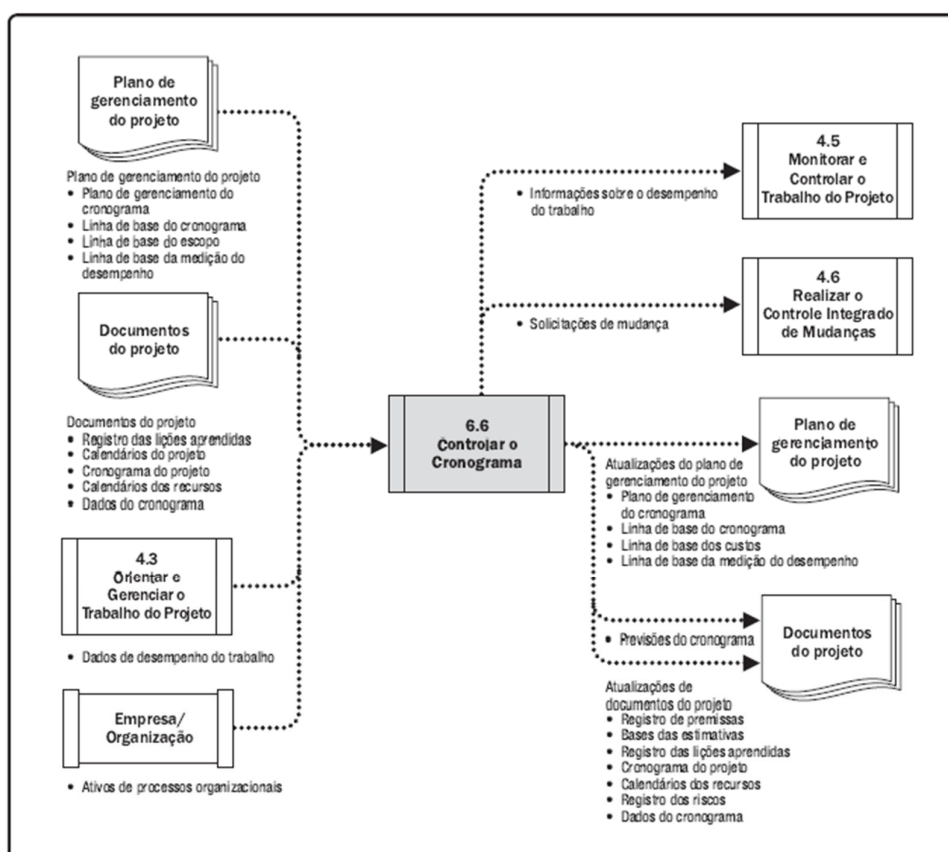 Plano de
gerenciamento
do projeto
Plano de gerenciamento do projeto
• Plano de gerenciamento do
cronograma
• Linha de base do cronograma
• Linha de base do escopo
• Linha de base da medição do
desempenho
Documentos
do projeto
Documentos do projeto
• Registro das lições aprendidas
• Calendários do projeto
• Cronograma do projeto
• Calendários dos recursos
• Dados do cronograma
4.3
Orientar e
Gerenciar o
Trabalho do Projeto
• Dados de desempenho do trabalho
Empresa/
Organização
• Ativos de processos organizacionais
6.6
Controlar o
Cronograma
• Informações sobre o desempenho
do trabalho
4.5
Monitorar e
Controlar o
Trabalho do Projeto
• Solicitações de mudança
4.6
Realizar o
Controle Integrado
de Mudanças
Plano de
gerenciamento
do projeto
Atualizações do plano de
gerenciamento do projeto
• Plano de gerenciamento
do cronograma
• Linha de base do cronograma
• Linha de base dos custos
• Linha de base da medição do desempenho
• Previsões do cronograma
Documentos
do projeto
Atualizações de
documentos do projeto
• Registro de premissas
• Bases das estimativas
• Registro das lições aprendidas
• Cronograma do projeto
• Calendários dos recursos
• Registro dos riscos
• Dados do cronograma